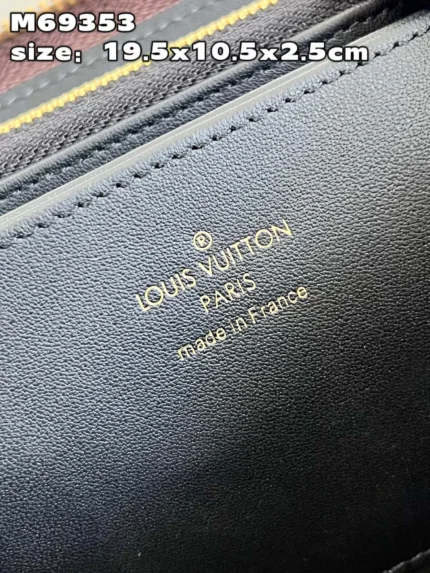 M69353
size: 19.5x10.5x2.5cm
®
LOUIS VUITTON
PARIS
made in France